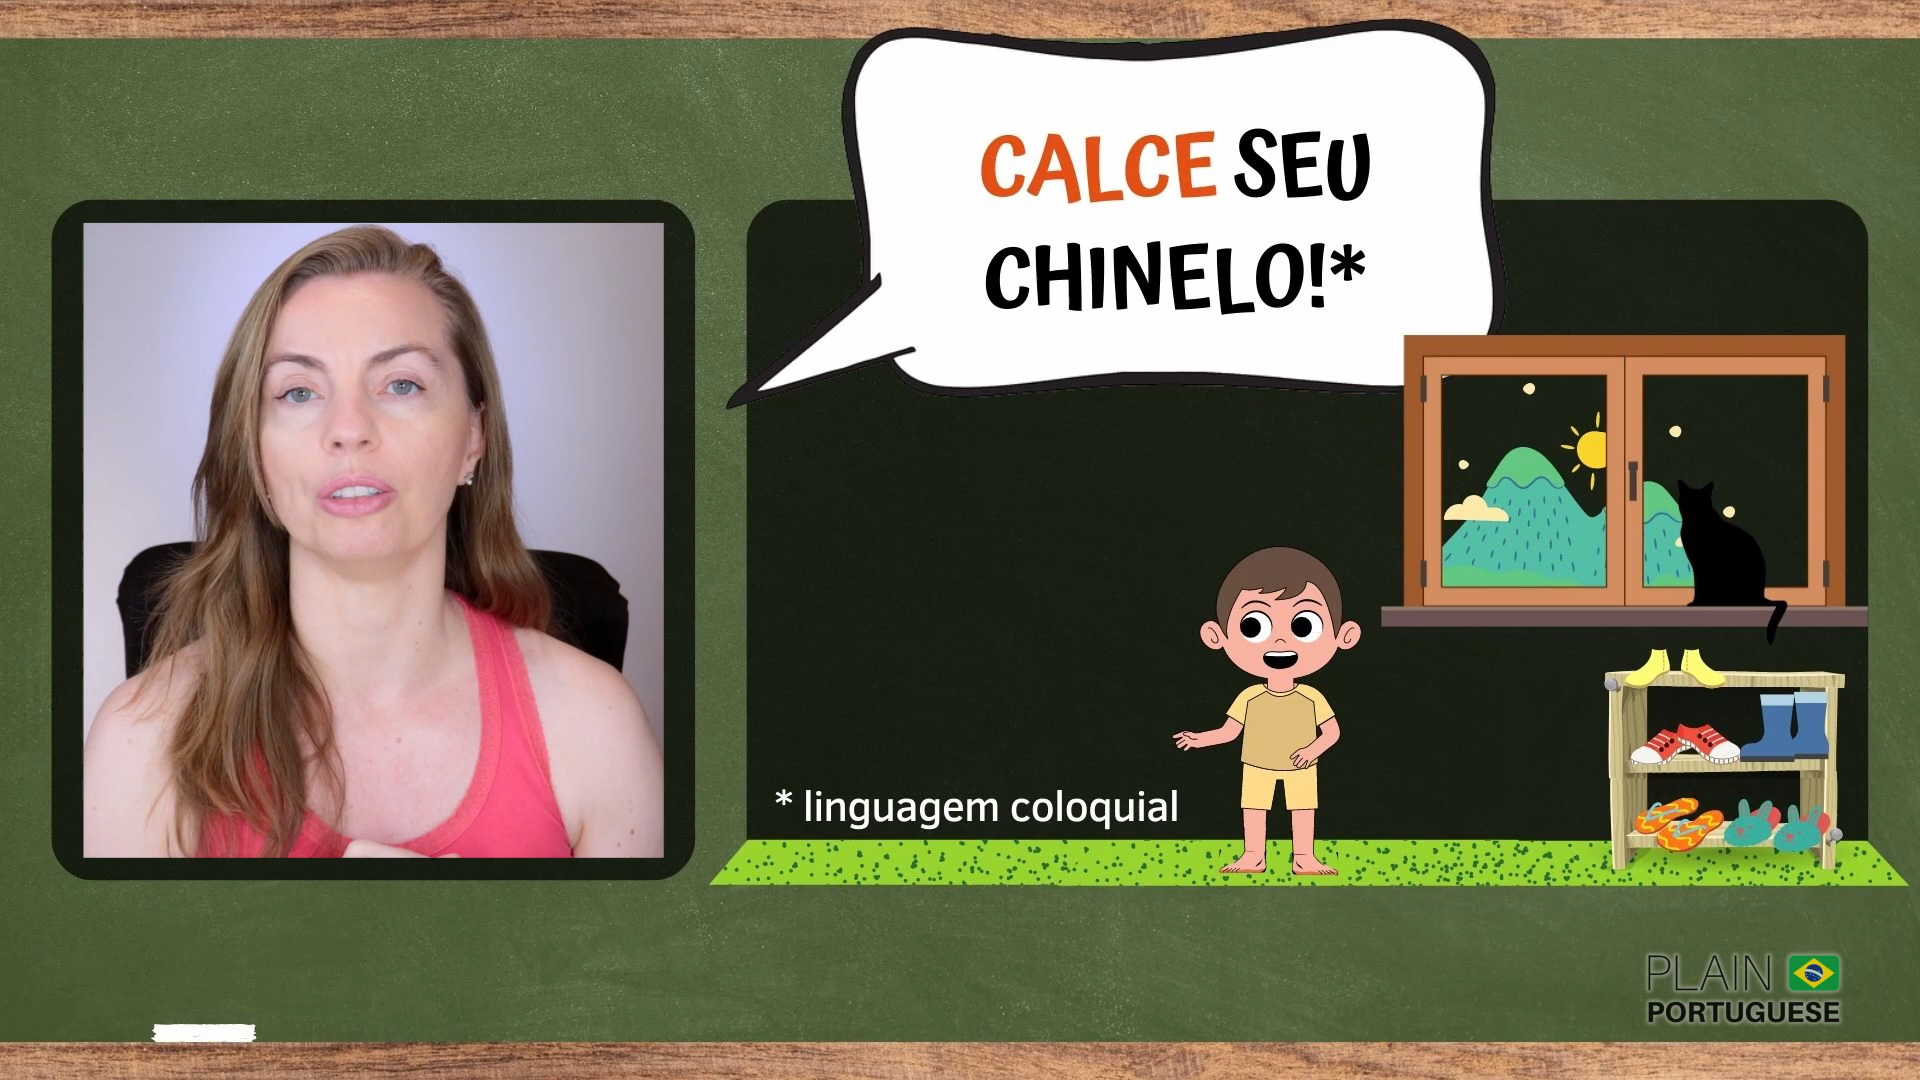 CALCE SEU
CHINELO!*
* linguagem coloquial
PLAIN
PORTUGUESE